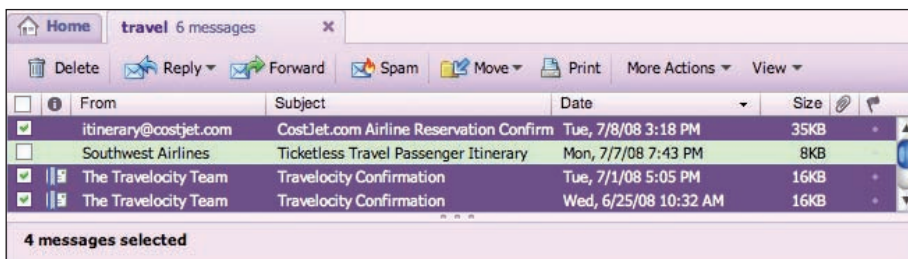 Home travel 6 messages
Delete Reply Forward Spam Move Print More Actions View
From Subject Date Size
itinerary@costjet.com CostJet.com Airline Reservation Confirm Tue, 7/8/08 3:18 PM 35KB
Southwest Airlines Ticketless Travel Passenger Itinerary Mon, 7/7/08 7:43 PM 8KB
The Travelocity Team Travelocity Confirmation Tue, 7/1/08 5:05 PM 16KB
The Travelocity Team Travelocity Confirmation Wed, 6/25/08 10:32 AM 16KB
4 messages selected